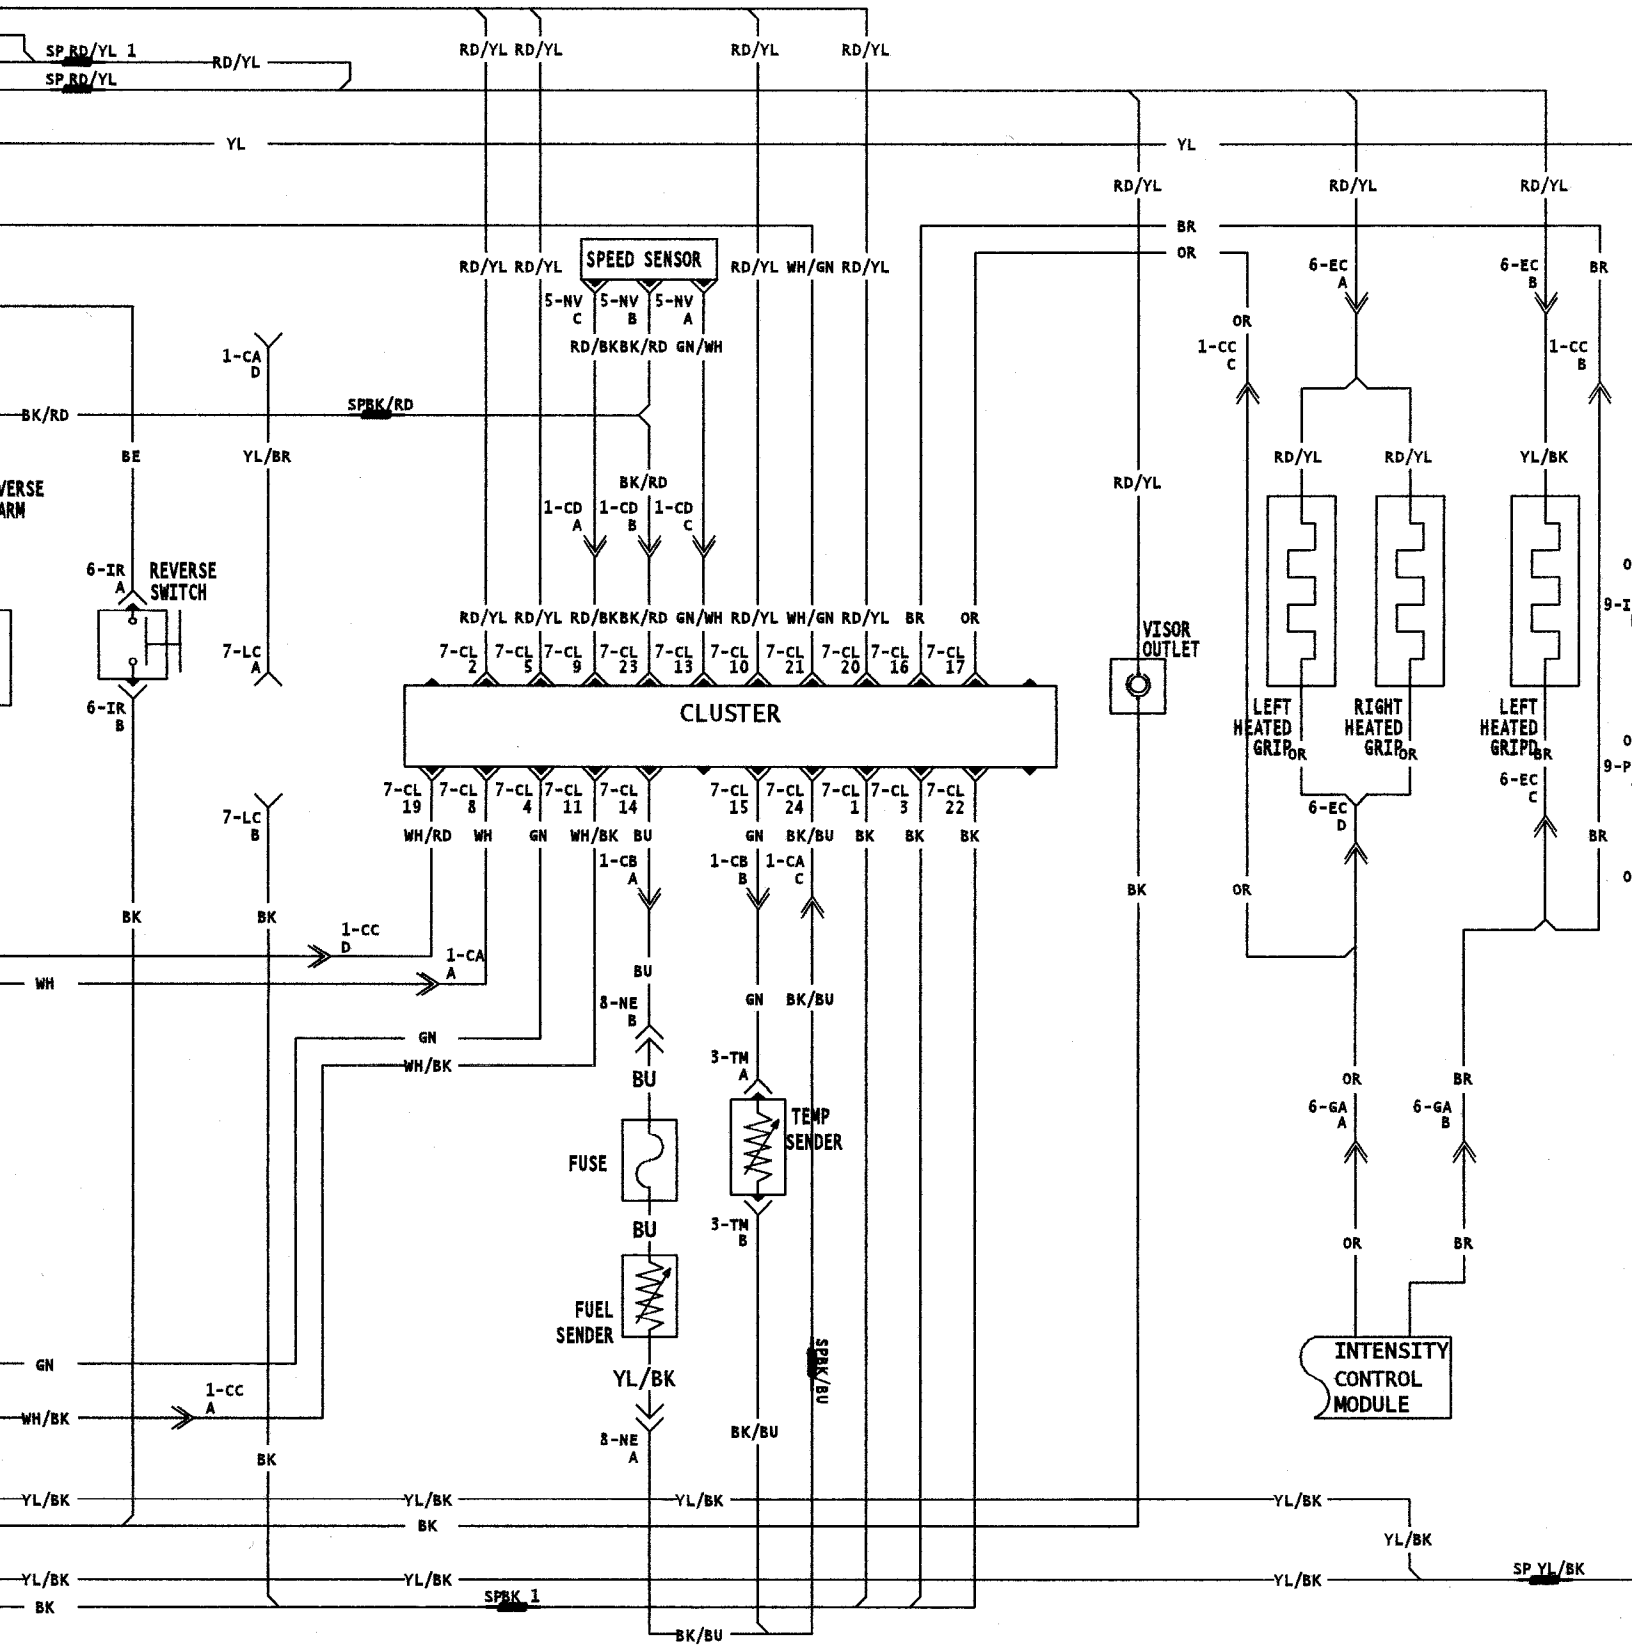 RD/YL RD/YL RD/YL RD/YL
SP RD/YL 1
RD/YL
SP RD/YL
YL YL
RD/YL RD/YL RD/YL
BR
OR
SPEED SENSOR
RD/YL RD/YL RD/YL WH/GN RD/YL
6-EC
A
6-EC
B
BR
5-NV
C
5-NV
B
5-NV
A
OR
RD/BK BK/RD GN/WH
1-CA
D
1-CC
C
1-CC
B
BK/RD
SPBK/RD
BE
YL/BR
RD/YL RD/YL YL/BK
VERSE
ARM
BK/RD
RD/YL
1-CD
A
1-CD
B
1-CD
C
6-IR
A
REVERSE
SWITCH
RD/YL RD/YL RD/BK BK/RD GN/WH RD/YL WH/GN RD/YL BR OR
7-CL
2
7-CL
5
7-CL
9
7-CL
23
7-CL
13
7-CL
10
7-CL
21
7-CL
20
7-CL
16
7-CL
17
VISOR
OUTLET
7-LC
A
6-IR
B
CLUSTER
LEFT
HEATED
GRIP
OR
RIGHT
HEATED
GRIP
OR
LEFT
HEATED
GRIPD
BR
9-I
9-P
6-EC
C
6-EC
D
7-LC
B
7-CL
19
7-CL
8
7-CL
4
7-CL
11
7-CL
14
7-CL
15
7-CL
24
7-CL
1
7-CL
3
7-CL
22
WH/RD WH GN WH/BK BU GN BK/BU BK BK BK
BR
1-CB
A
1-CB
B
1-CA
C
BK
OR
BK
BK
1-CC
D
1-CA
A
WH
BU
8-NE
B
GN
BK/BU
GN
WH/BK
3-TM
A
BU
OR
BR
6-GA
A
6-GA
B
TEMP
SENDER
FUSE
BU
3-TM
B
OR
BR
FUEL
SENDER
SPBK/BU
INTENSITY
CONTROL
MODULE
GN
YL/BK
1-CC
A
WH/BK
BK/BU
8-NE
A
BK
YL/BK YL/BK YL/BK YL/BK
BK
YL/BK
YL/BK YL/BK YL/BK
SP YL/BK
BK
SPBK 1
BK/BU